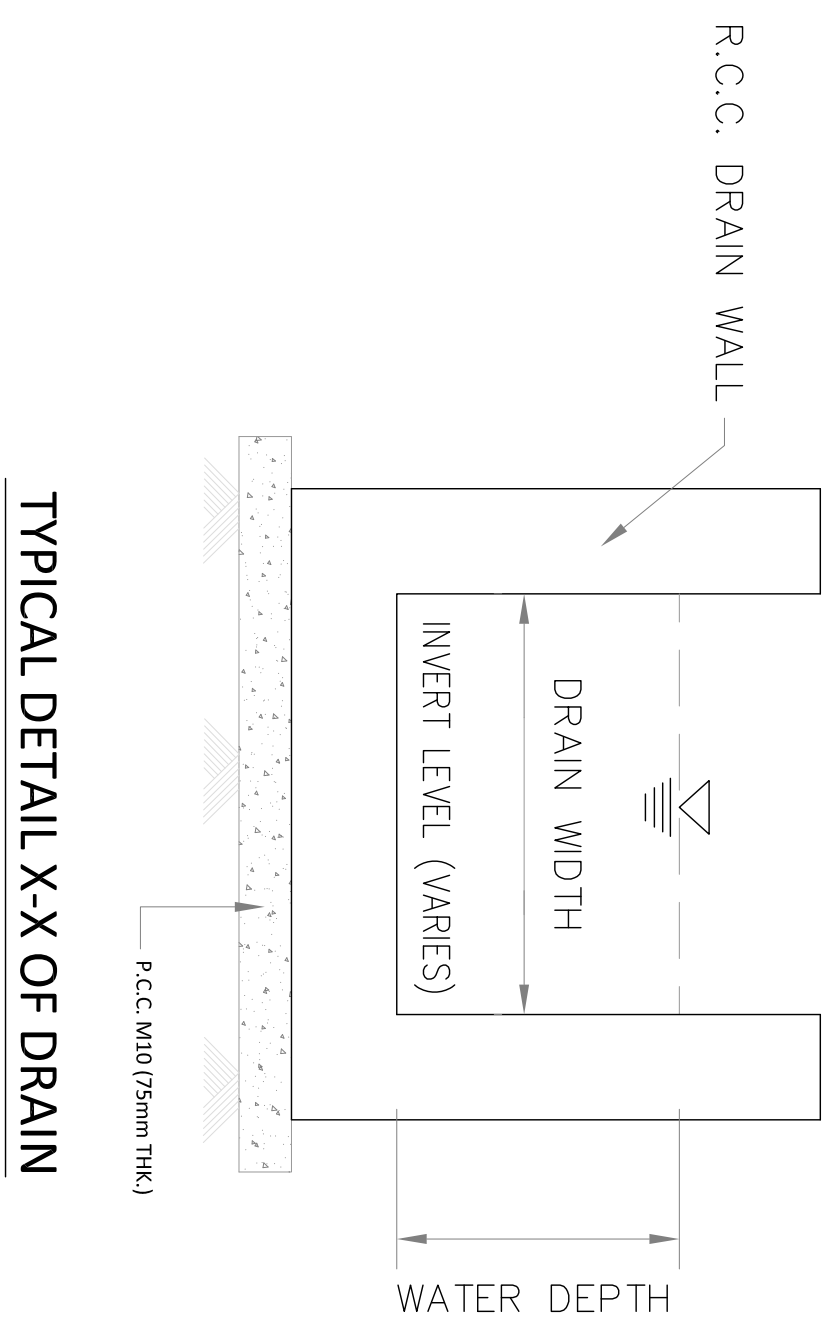 R.C.C. DRAIN WALL
DRAIN WIDTH
INVERT LEVEL (VARIES)
WATER DEPTH
P.C.C. M10 (75mm THK.)
TYPICAL DETAIL X-X OF DRAIN